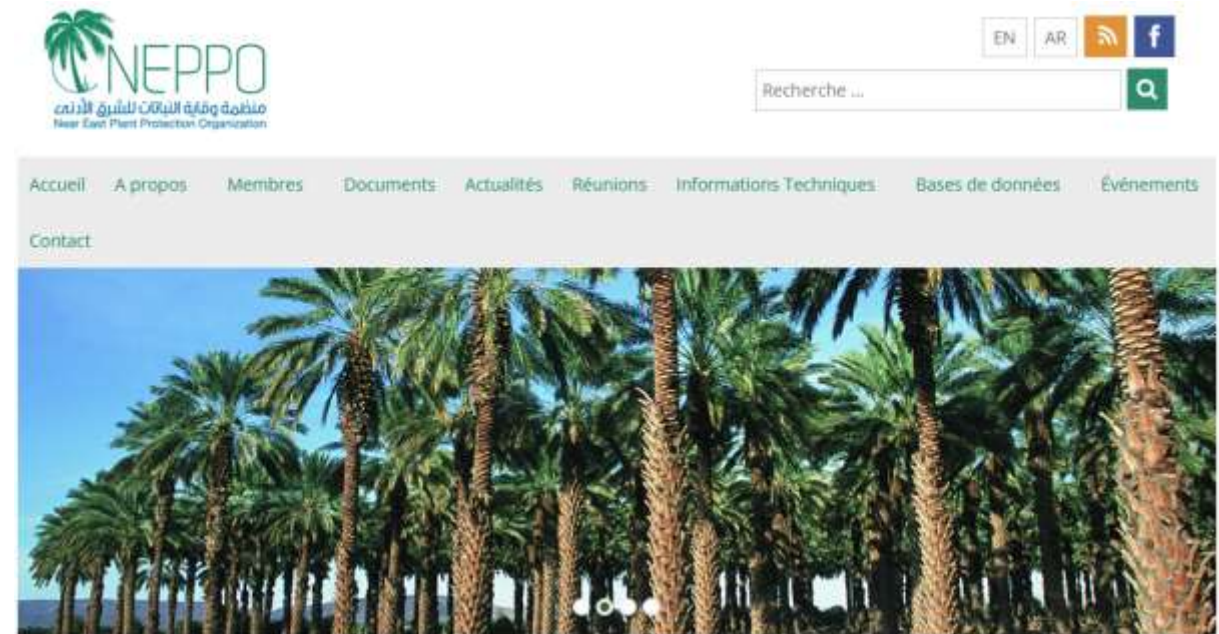 NEPPO
منظمة وقاية النباتات للشرق الأدنى
Near East Plant Protection Organization
EN AR
Recherche ...
Accueil A propos Membres Documents Actualités Réunions Informations Techniques Bases de données Événements
Contact